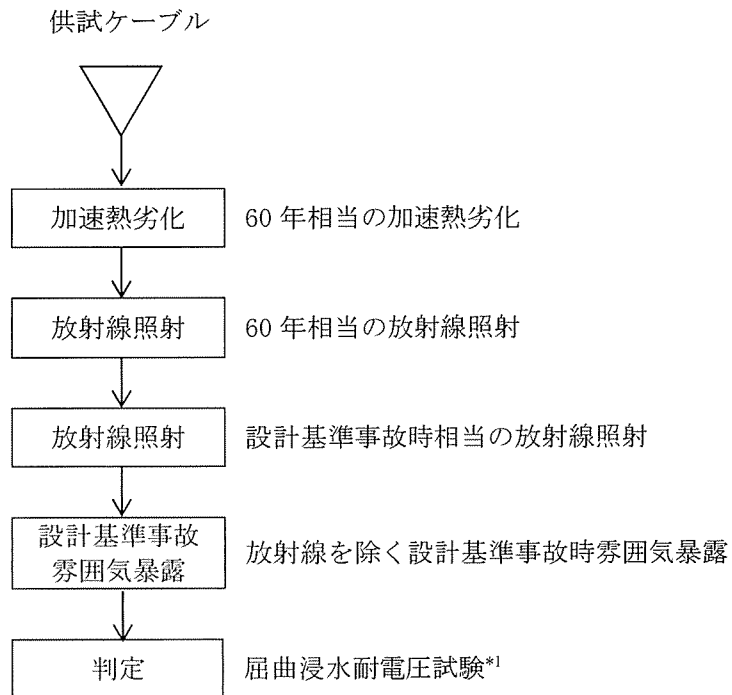 供試ケーブル
加速熱劣化 60 年相当の加速熱劣化
放射線照射 60 年相当の放射線照射
放射線照射 設計基準事故時相当の放射線照射
設計基準事故
雰囲気暴露
放射線を除く設計基準事故時雰囲気暴露
判定 屈曲浸水耐電圧試験*1